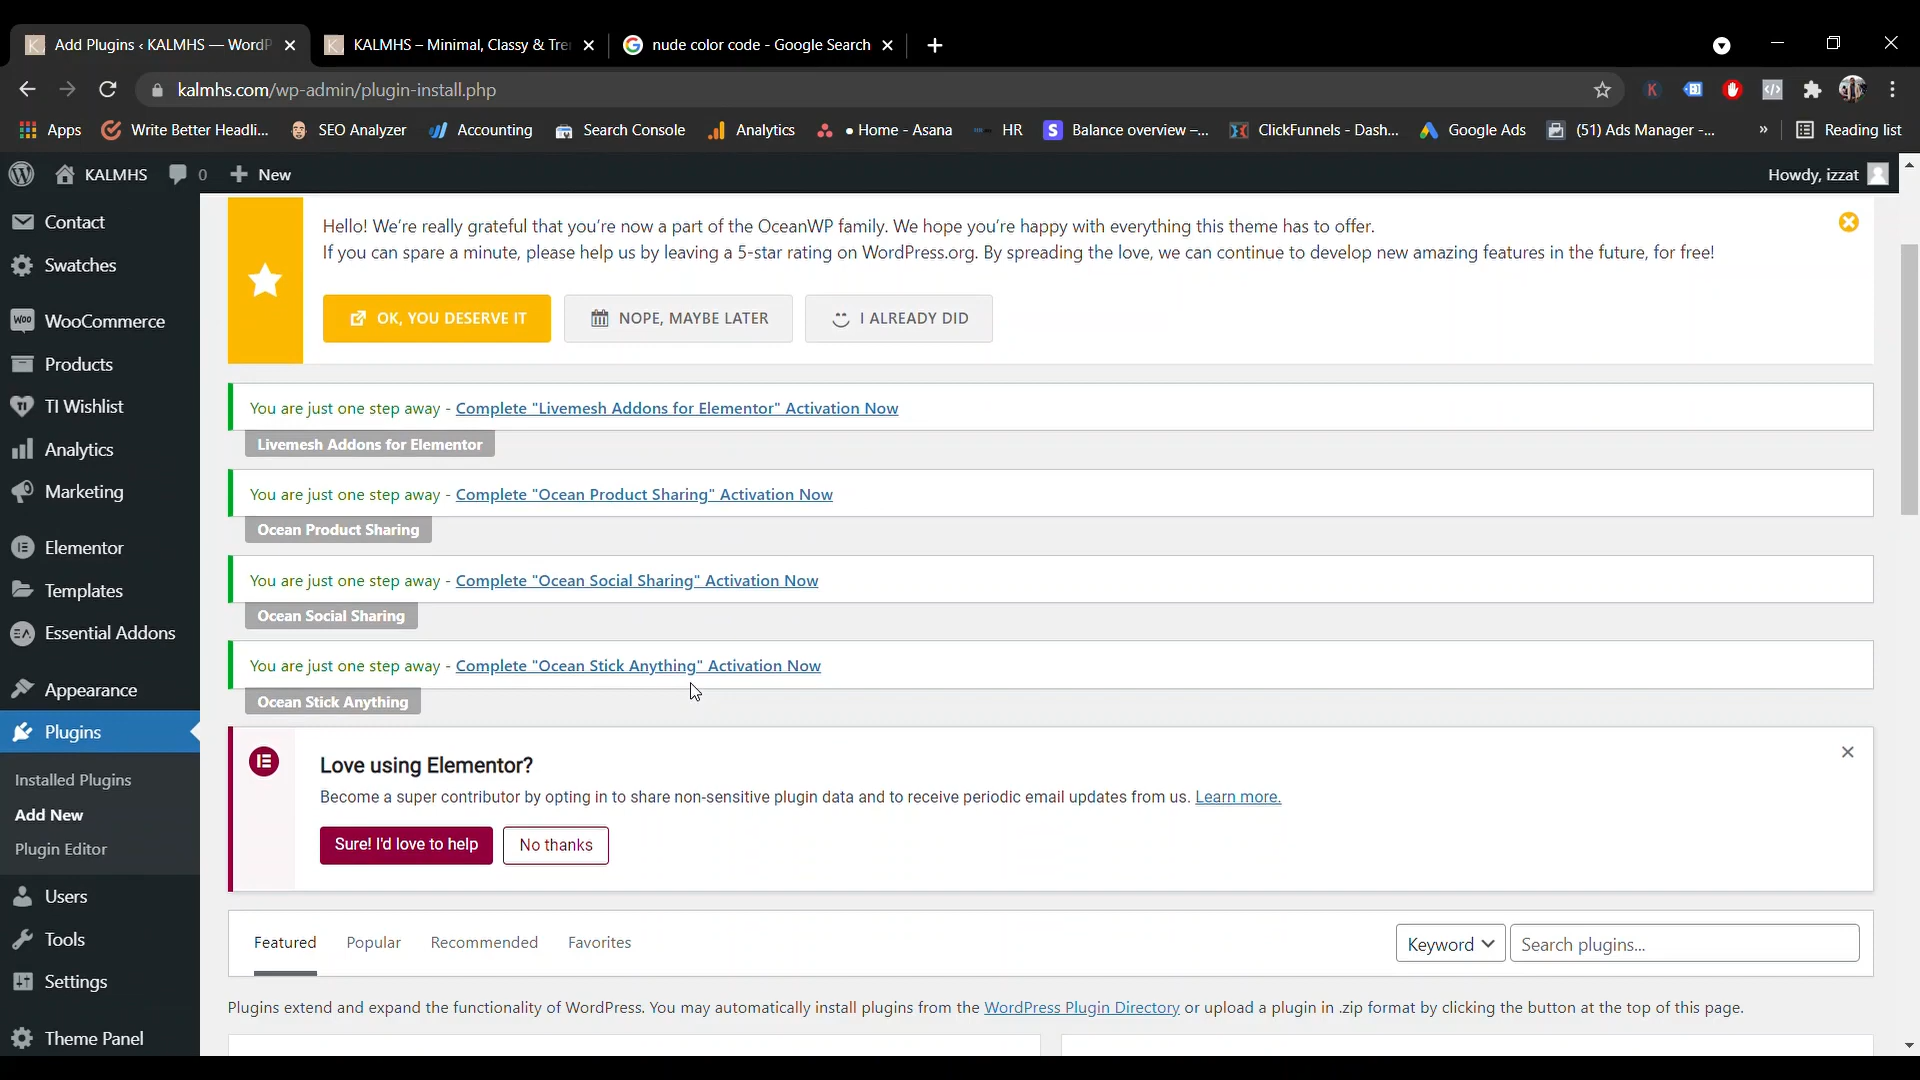 Add Plugins ‹ KALMHS — WordP
KALMHS – Minimal, Classy & Tre
nude color code - Google Search
kalmhs.com/wp-admin/plugin-install.php
Apps
Write Better Headli...
SEO Analyzer
Accounting
Search Console
Analytics
• Home - Asana
HR
Balance overview –...
ClickFunnels - Dash...
Google Ads
(51) Ads Manager -...
»
Reading list
KALMHS
0
New
Howdy, izzat
Contact
Swatches
WooCommerce
Products
TI Wishlist
Analytics
Marketing
Elementor
Templates
Essential Addons
Appearance
Plugins
Installed Plugins
Add New
Plugin Editor
Users
Tools
Settings
Theme Panel
Hello! We're really grateful that you're now a part of the OceanWP family. We hope you're happy with everything this theme has to offer.
If you can spare a minute, please help us by leaving a 5-star rating on WordPress.org. By spreading the love, we can continue to develop new amazing features in the future, for free!
OK, YOU DESERVE IT
NOPE, MAYBE LATER
I ALREADY DID
You are just one step away - Complete "Livemesh Addons for Elementor" Activation Now
Livemesh Addons for Elementor
You are just one step away - Complete "Ocean Product Sharing" Activation Now
Ocean Product Sharing
You are just one step away - Complete "Ocean Social Sharing" Activation Now
Ocean Social Sharing
You are just one step away - Complete "Ocean Stick Anything" Activation Now
Ocean Stick Anything
Love using Elementor?
Become a super contributor by opting in to share non-sensitive plugin data and to receive periodic email updates from us. Learn more.
Sure! I'd love to help
No thanks
Featured
Popular
Recommended
Favorites
Keyword
Search plugins...
Plugins extend and expand the functionality of WordPress. You may automatically install plugins from the WordPress Plugin Directory or upload a plugin in .zip format by clicking the button at the top of this page.